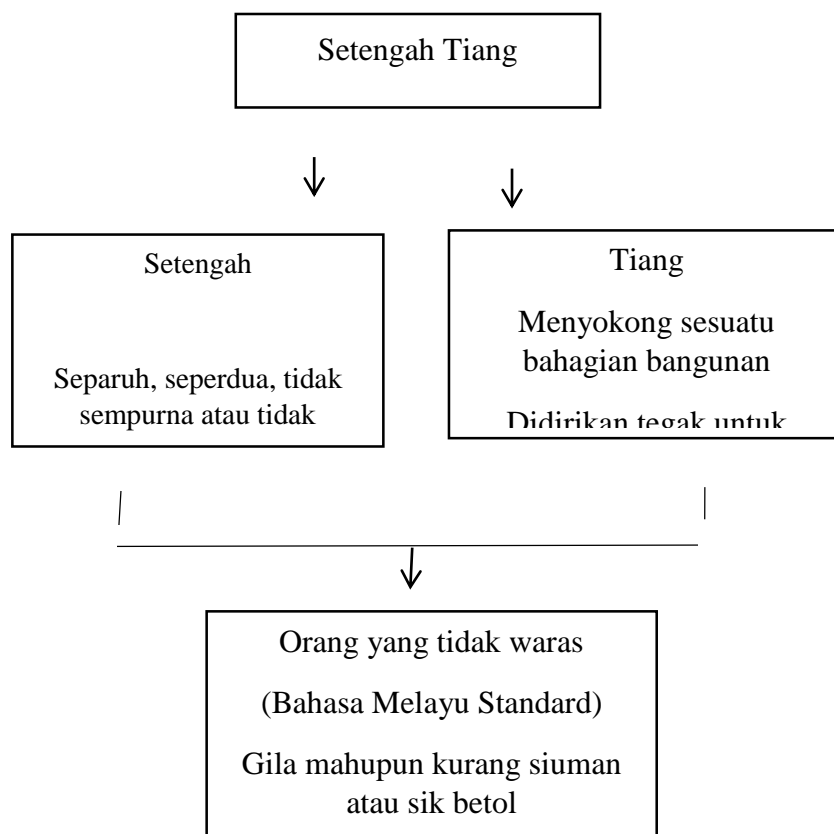 Setengah Tiang
Setengah
Separuh, seperdua, tidak
sempurna atau tidak
Tiang
Menyokong sesuatu
bahagian bangunan
Didirikan tegak untuk
Orang yang tidak waras
(Bahasa Melayu Standard)
Gila mahupun kurang siuman
atau sik betol